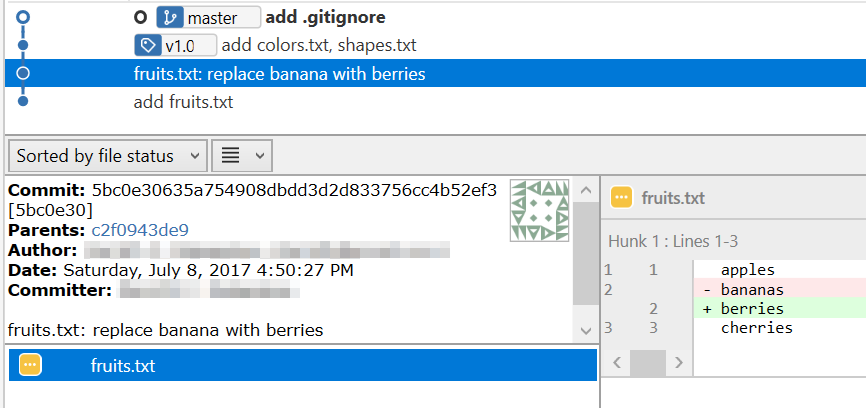 master add .gitignore
v1.0 add colors.txt, shapes.txt
fruits.txt: replace banana with berries
add fruits.txt
Sorted by file status
Commit: 5bc0e30635a754908dbdd3d2d833756cc4b52ef3
[5bc0e30]
Parents: c2f0943de9
Author:
Date: Saturday, July 8, 2017 4:50:27 PM
Committer:
fruits.txt: replace banana with berries
fruits.txt
fruits.txt
Hunk 1 : Lines 1-3
1 1 apples
2 - bananas
2 + berries
3 3 cherries